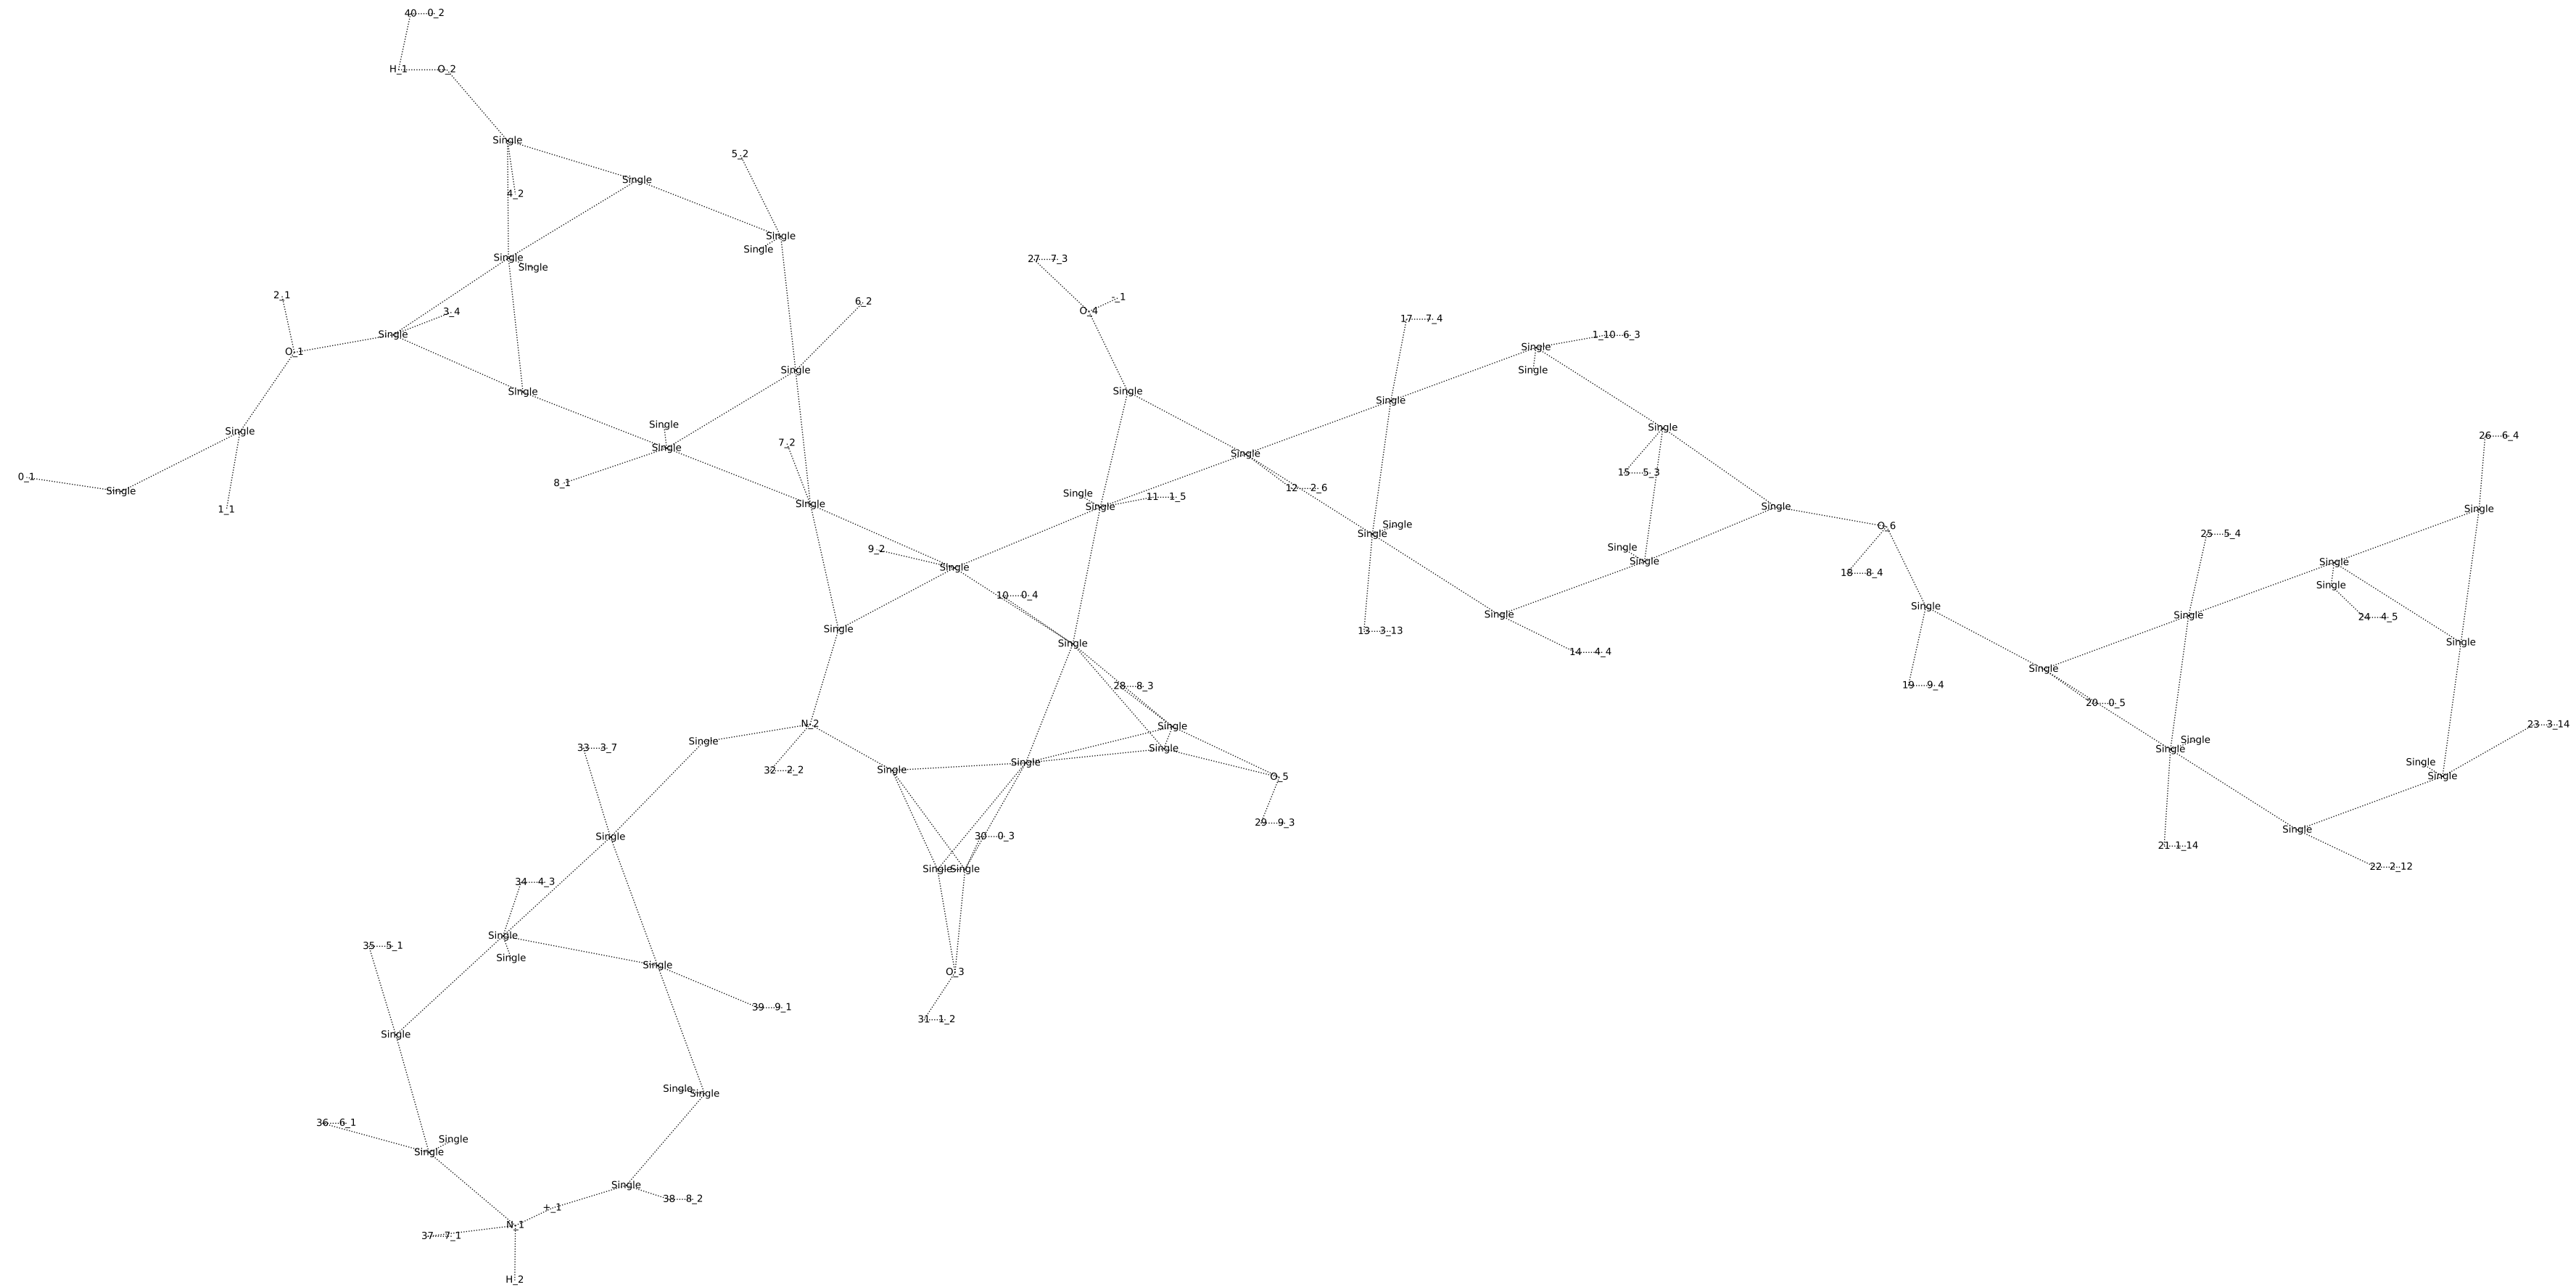 40 0_2
H_1 O_2
Single
5_2
Single
4_2
Single
Single
Single
Single
27 7_3
2_1
-_1
6_2
O_4
3_4
17 7_4
Single
1_10 6_3
Single
O_1
Single
Single
Single
Single
Single
Single
Single
Single
Single
26 6_4
7_2
Single
Single
15 5_3
0_1
8_1
12 2_6
Single
Single
11 1_5
Single
Single
Single
1_1
Single
Single
O_6
25 5_4
Single
9_2
Single
Single
Single
Single
18 8_4
Single
10 0_4
Single
Single
Single
24 4_5
Single
13 3_13
Single
Single
14 4_4
Single
19 9_4
28 8_3
20 0_5
N_2
Single
23 3_14
Single
Single
33 3_7
Single
Single
Single
Single
32 2_2
Single
O_5
Single
29 9_3
Single
Single
30 0_3
21 1_14
22 2_12
Single
Single
34 4_3
Single
35 5_1
Single
Single
O_3
39 9_1
31 1_2
Single
Single
Single
36 6_1
Single
Single
Single
38 8_2
+_1
N_1
37 7_1
H_2